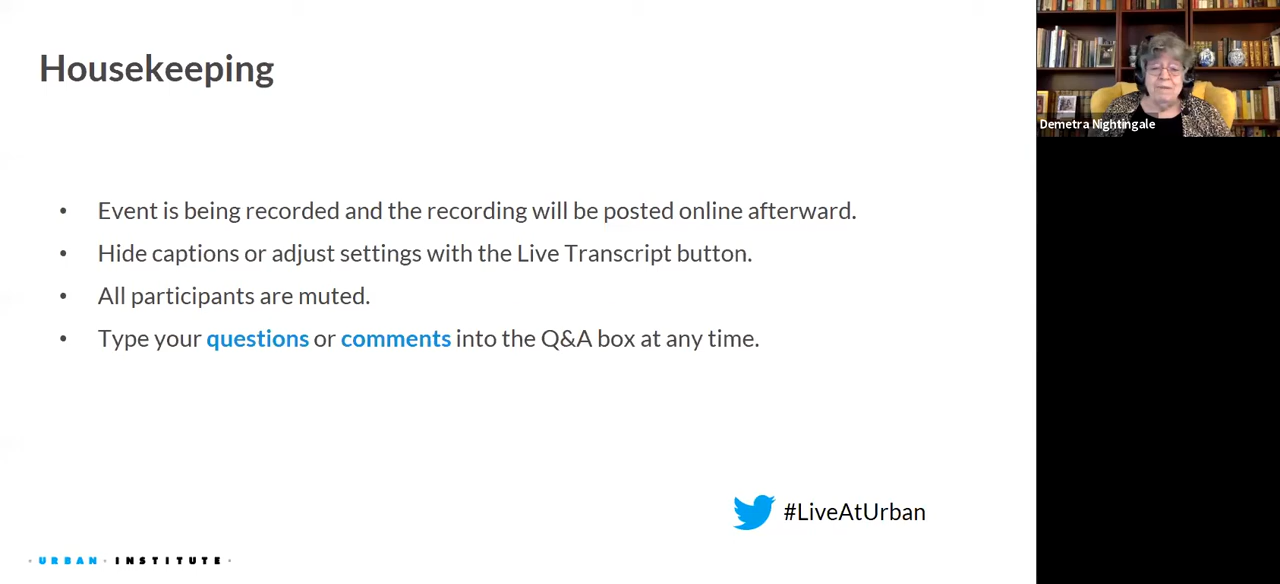 Housekeeping
• Event is being recorded and the recording will be posted online afterward.
• Hide captions or adjust settings with the Live Transcript button.
• All participants are muted.
• Type your questions or comments into the Q&A box at any time.
#LiveAtUrban
· URBAN · INSTITUTE ·
Demetra Nightingale